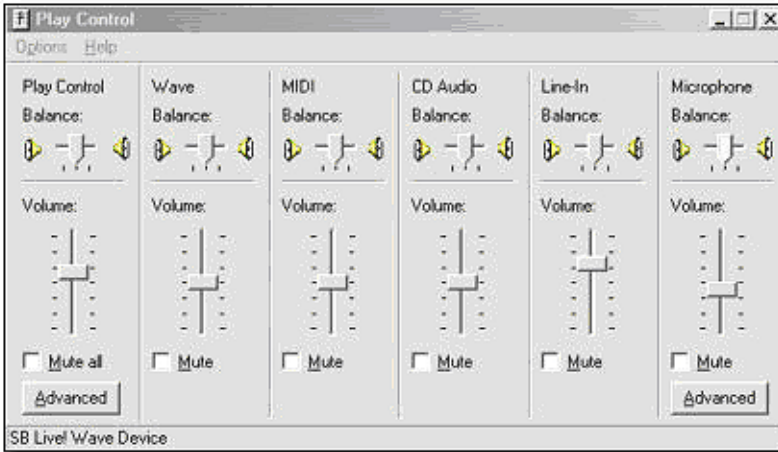 Play Control
Options Help
Play Control Wave MIDI CD Audio Line-In Microphone
Balance: Balance: Balance: Balance: Balance: Balance:
Volume: Volume: Volume: Volume: Volume: Volume:
Mute all Mute Mute Mute Mute Mute
Advanced Advanced
SB Live! Wave Device